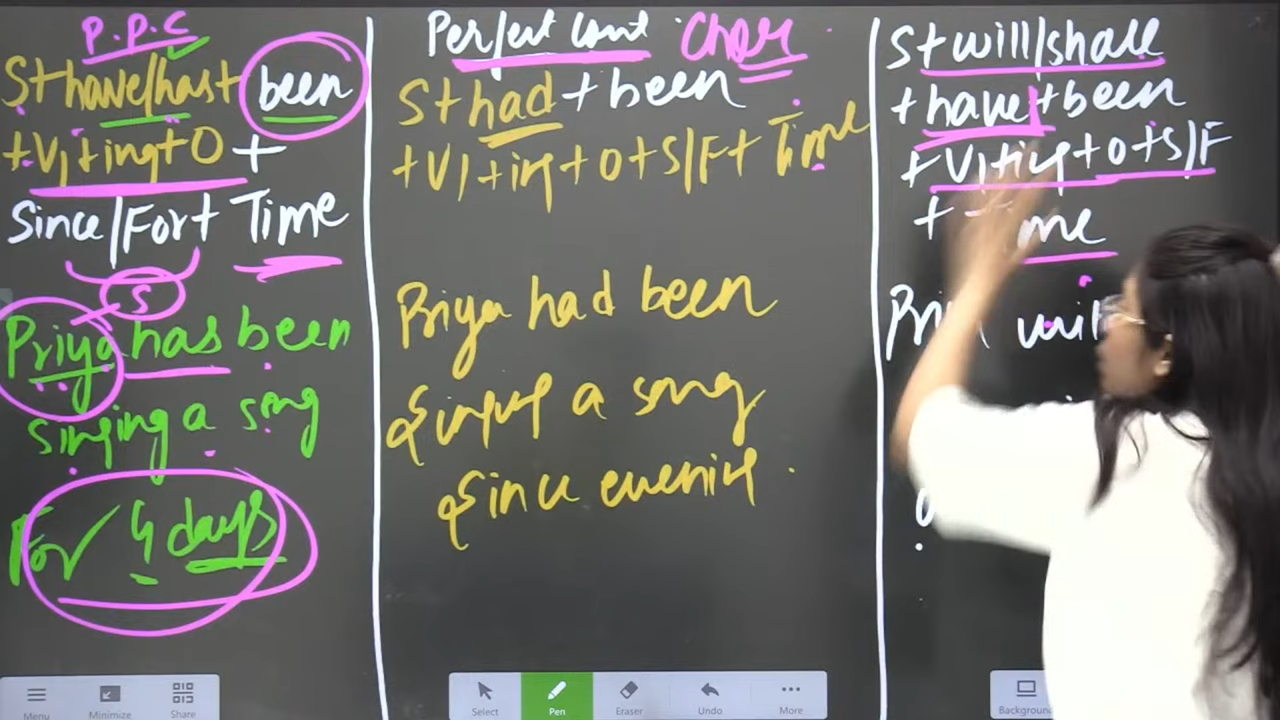 P.P.C
S+have/has+ been
+V1+ing+O +
Since/For+ Time
S
Priya has been
singing a song
For 4 days
Perfect Cont.
S+had+been
+V1+ing+O+S/F+ Time
Priya had been
singing a song
Since evening.
S+will/shall
+have+been
+V1+ing+O+S/F
+
will
Menu
Minimize
Share
Select
Pen
Eraser
Undo
More
Background